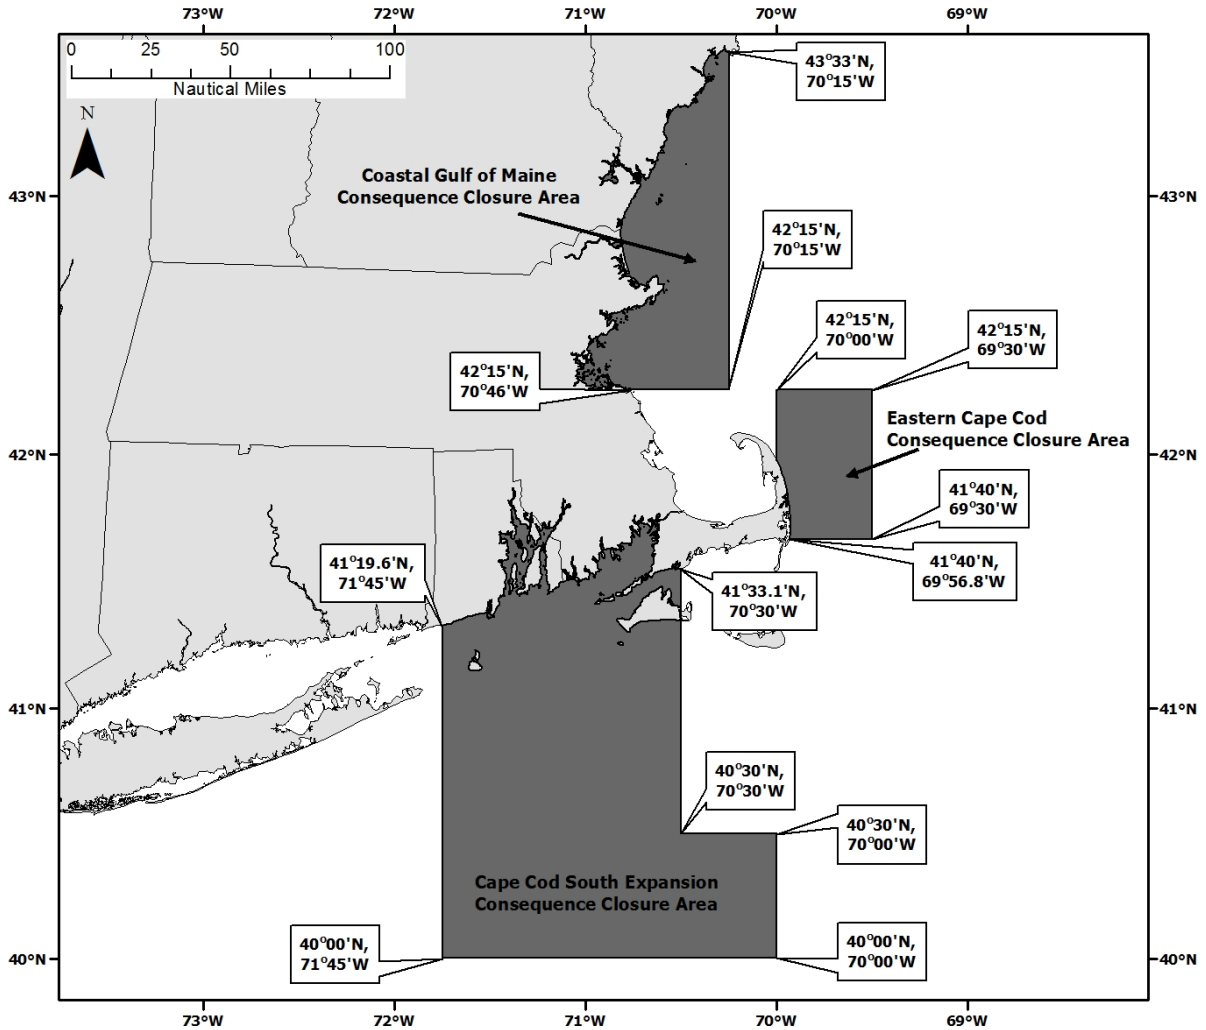 73°W 72°W 71°W 70°W 69°W
0 25 50 100
Nautical Miles
N
43°33'N,
70°15'W
Coastal Gulf of Maine
Consequence Closure Area
43°N
43°N
42°15'N,
70°15'W
42°15'N,
70°00'W
42°15'N,
69°30'W
42°15'N,
70°46'W
Eastern Cape Cod
Consequence Closure Area
42°N
42°N
41°40'N,
69°30'W
41°40'N,
69°56.8'W
41°19.6'N,
71°45'W
41°33.1'N,
70°30'W
41°N
41°N
40°30'N,
70°30'W
40°30'N,
70°00'W
Cape Cod South Expansion
Consequence Closure Area
40°00'N,
71°45'W
40°00'N,
70°00'W
40°N
40°N
73°W 72°W 71°W 70°W 69°W